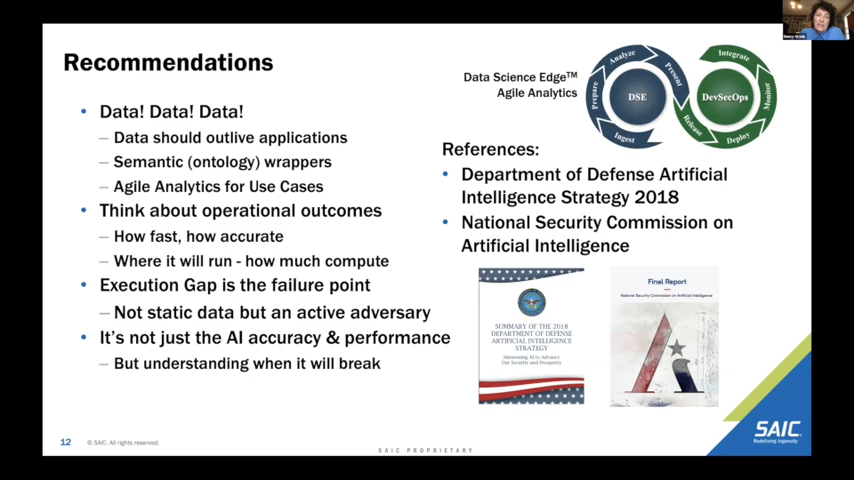 Recommendations
• Data! Data! Data!
– Data should outlive applications
– Semantic (ontology) wrappers
– Agile Analytics for Use Cases
• Think about operational outcomes
– How fast, how accurate
– Where it will run - how much compute
• Execution Gap is the failure point
– Not static data but an active adversary
• It's not just the AI accuracy & performance
– But understanding when it will break
Data Science Edge™
Agile Analytics
Analyze
Present
Prepare
Ingest
DSE
Integrate
Monitor
Deploy
Release
DevSecOps
References:
• Department of Defense Artificial
Intelligence Strategy 2018
• National Security Commission on
Artificial Intelligence
SUMMARY OF THE 2018
DEPARTMENT OF DEFENSE
ARTIFICIAL INTELLIGENCE
STRATEGY
Harnessing AI to Advance
Our Security and Prosperity
Final Report
National Security Commission on Artificial Intelligence
12
© SAIC. All rights reserved.
SAIC PROPRIETARY
SAIC
Redefining Ingenuity